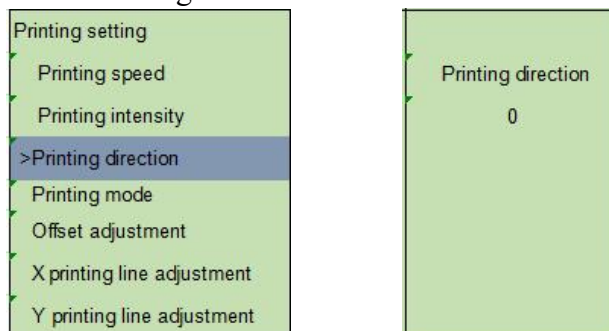 Printing setting
Printing speed
Printing intensity
>Printing direction
Printing mode
Offset adjustment
X printing line adjustment
Y printing line adjustment
Printing direction
0